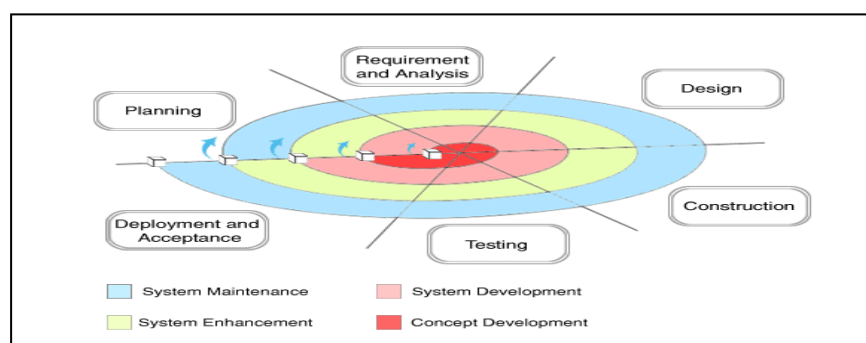 Requirement
and Analysis
Design
Planning
Construction
Deployment and
Acceptance
Testing
System Maintenance
System Development
System Enhancement
Concept Development